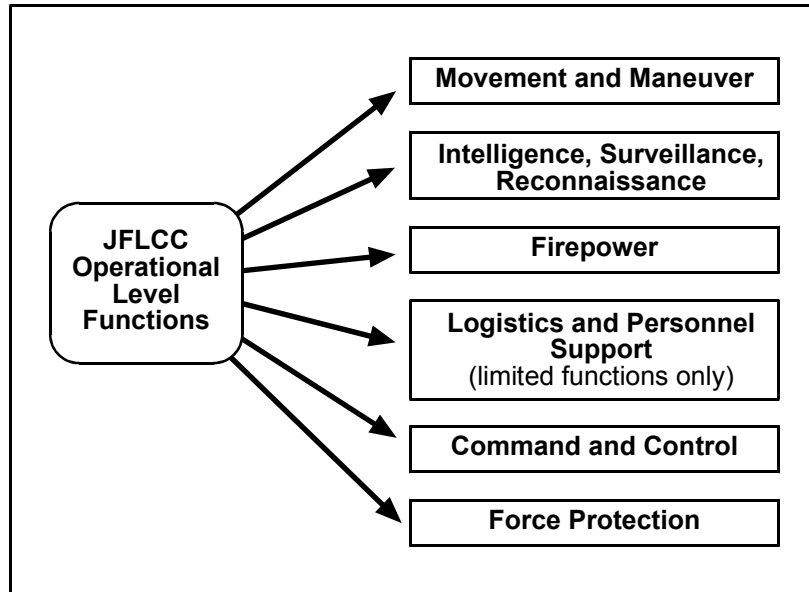 JFLCC
Operational
Level
Functions
Movement and Maneuver
Intelligence, Surveillance,
Reconnaissance
Firepower
Logistics and Personnel
Support
(limited functions only)
Command and Control
Force Protection